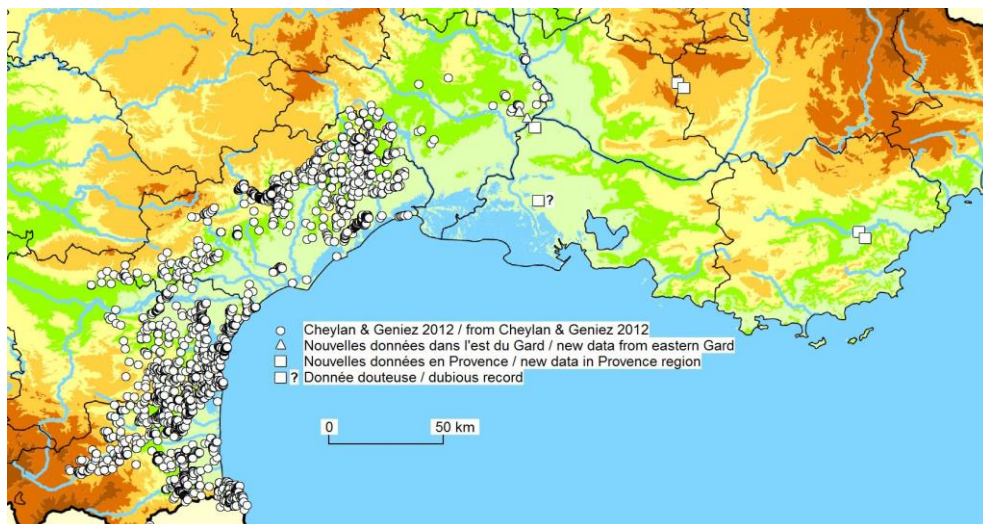 ?
Cheylan & Geniez 2012 / from Cheylan & Geniez 2012
Nouvelles données dans l'est du Gard / new data from eastern Gard
Nouvelles données en Provence / new data in Provence region
? Donnée douteuse / dubious record
0 50 km